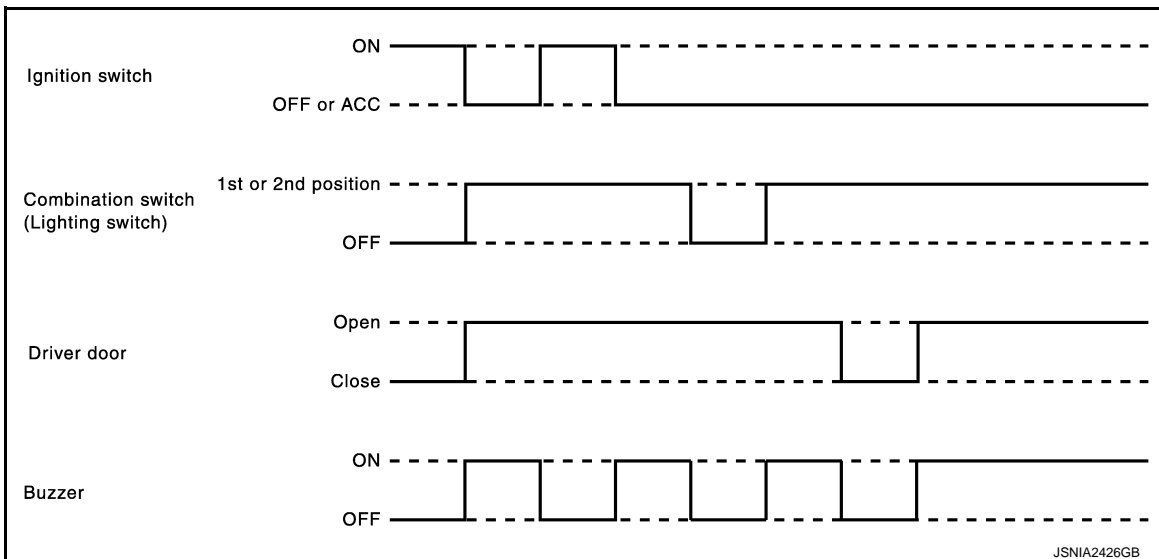 ON
Ignition switch
OFF or ACC
1st or 2nd position
Combination switch
(Lighting switch)
OFF
Open
Driver door
Close
ON
Buzzer
OFF
JSNIA2426GB